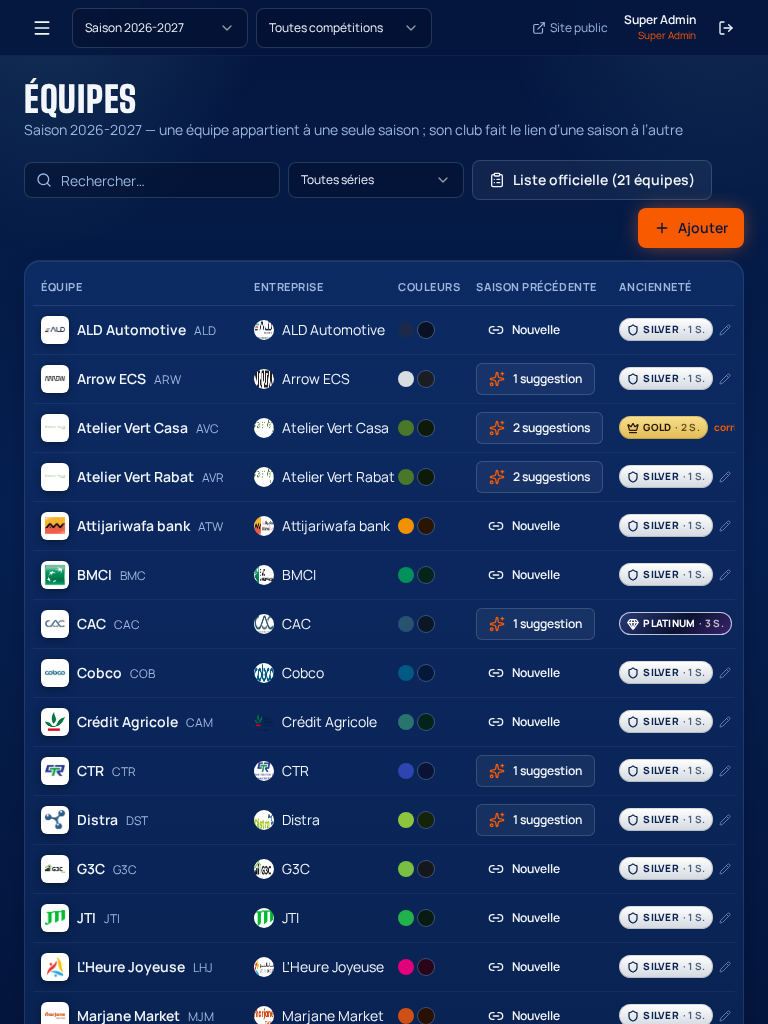 Saison 2026-2027 Toutes compétitions Site public Super Admin
Super Admin
ÉQUIPES
Saison 2026-2027 — une équipe appartient à une seule saison ; son club fait le lien d'une saison à l'autre
Rechercher... Toutes séries Liste officielle (21 équipes)
Ajouter
ÉQUIPE ENTREPRISE COULEURS SAISON PRÉCÉDENTE ANCIENNETÉ
ALD ALD Automotive ALD ALD Automotive Nouvelle SILVER · 1 S.
ARROW Arrow ECS ARW Arrow ECS 1 suggestion SILVER · 1 S.
Atelier Vert Casa AVC Atelier Vert Casa 2 suggestions GOLD · 2 S.
Atelier Vert Rabat AVR Atelier Vert Rabat 2 suggestions SILVER · 1 S.
Attijariwafa bank ATW Attijariwafa bank Nouvelle SILVER · 1 S.
BMCI BMC BMCI Nouvelle SILVER · 1 S.
CAC CAC CAC CAC 1 suggestion PLATINUM · 3 S.
cobco Cobco COB Cobco Nouvelle SILVER · 1 S.
Crédit Agricole CAM Crédit Agricole Nouvelle SILVER · 1 S.
CTR CTR CTR CTR 1 suggestion SILVER · 1 S.
Distra DST Distra 1 suggestion SILVER · 1 S.
G3C G3C G3C G3C Nouvelle SILVER · 1 S.
JTI JTI JTI JTI Nouvelle SILVER · 1 S.
L'Heure Joyeuse LHJ L'Heure Joyeuse Nouvelle SILVER · 1 S.
Marjane Marjane Market MJM Marjane Market Nouvelle SILVER · 1 S.